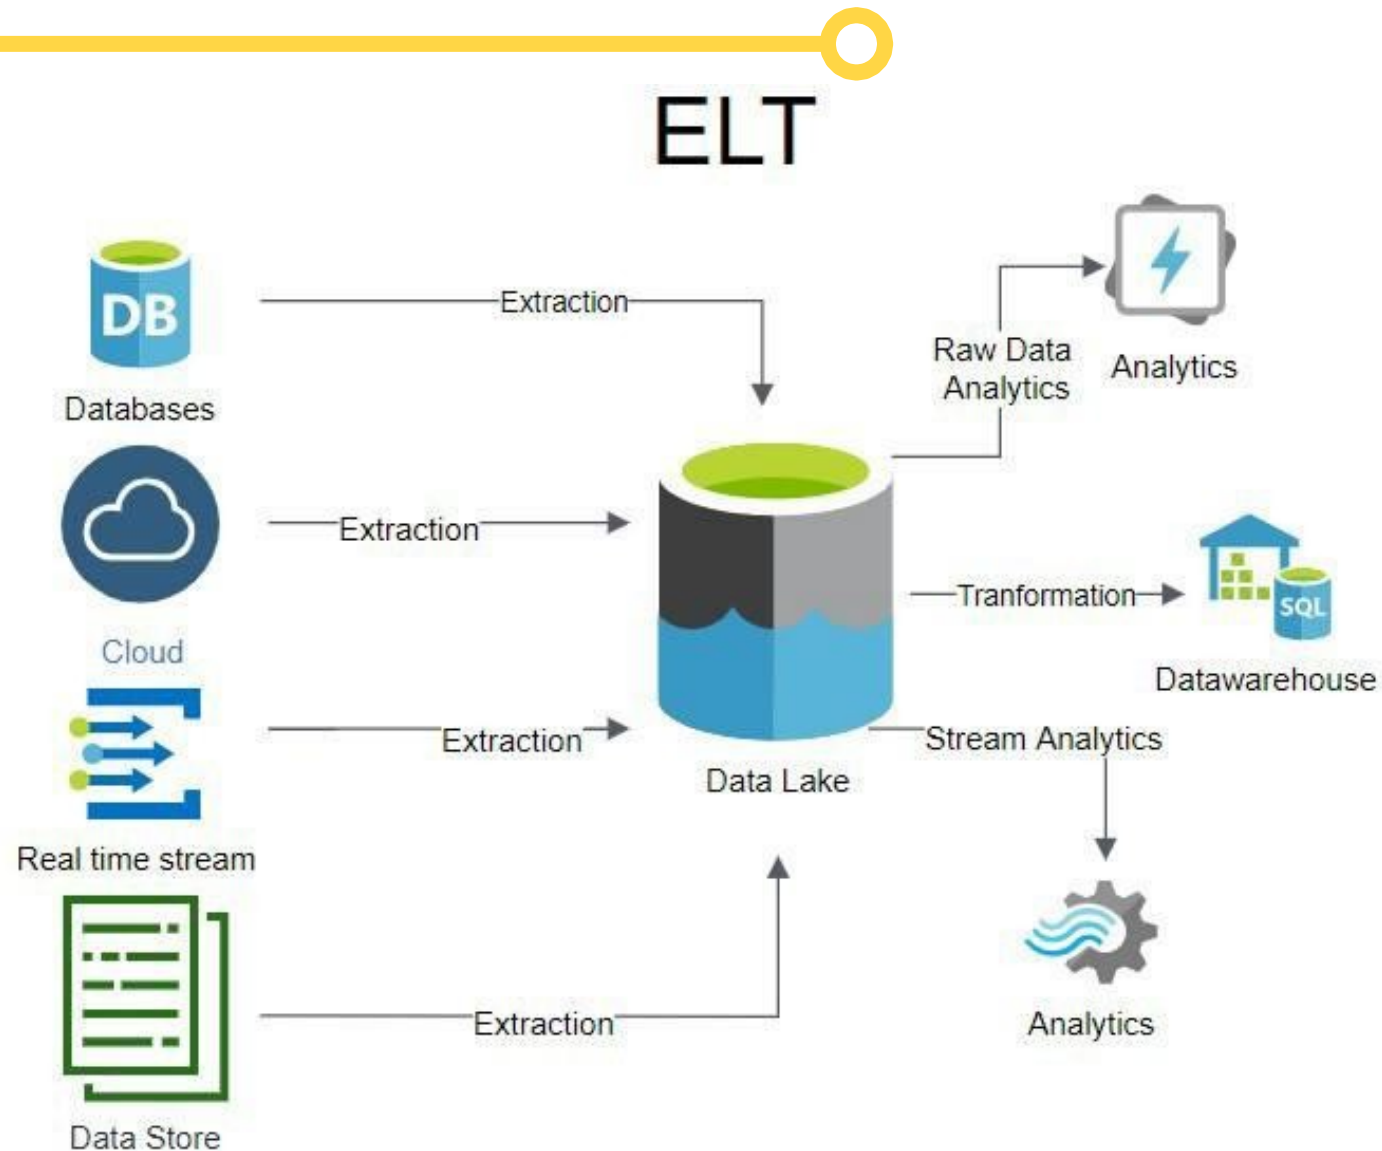 ELT
DB
Databases
Extraction
Raw Data
Analytics
Analytics
Cloud
Extraction
Tranformation
SQL
Datawarehouse
Real time stream
Extraction
Data Lake
Stream Analytics
Analytics
Data Store
Extraction